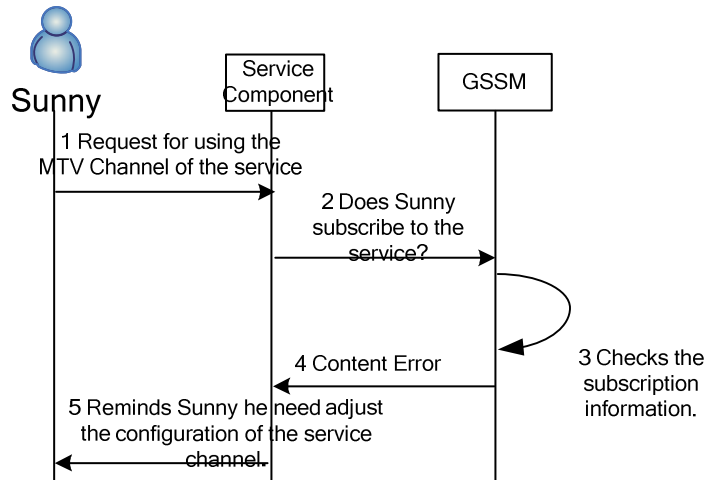 Sunny
Service
Component
GSSM
1 Request for using the
MTV Channel of the service
2 Does Sunny
subscribe to the
service?
3 Checks the
subscription
information.
4 Content Error
5 Reminds Sunny he need adjust
the configuration of the service
channel.